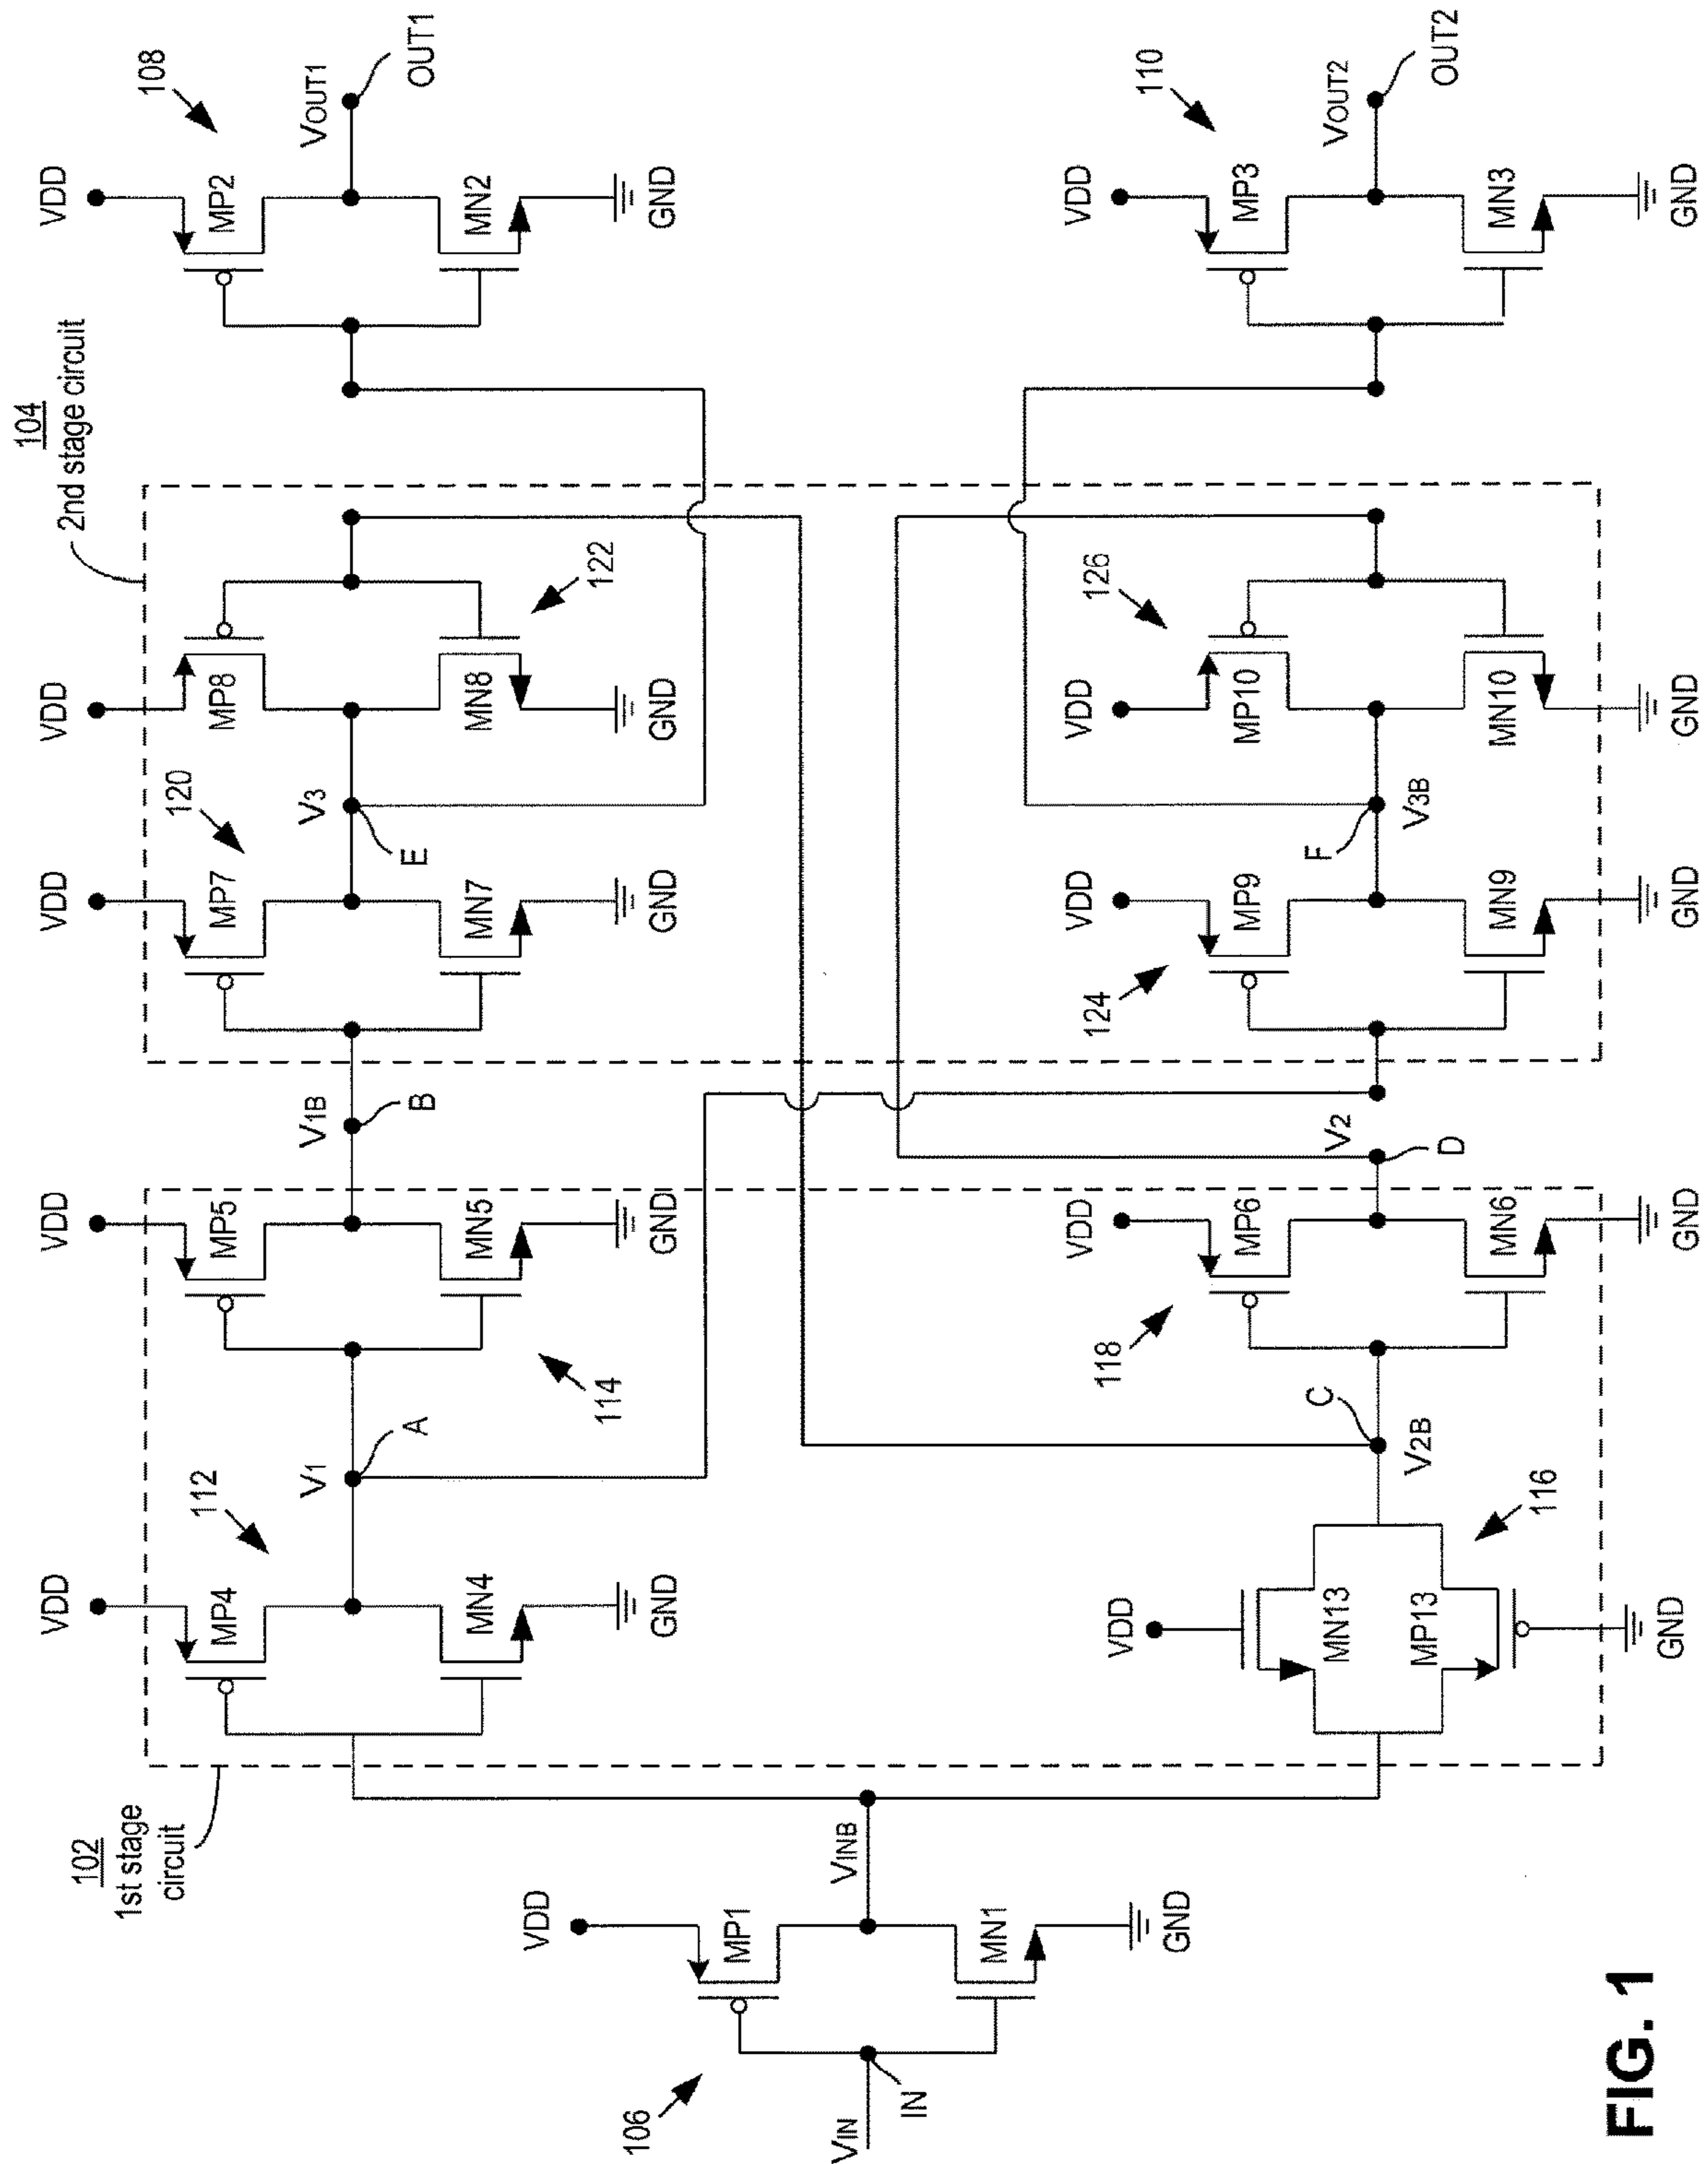 104
2nd stage circuit
102
1st stage
circuit
VDD
VDD
VDD
VDD
VDD
112
MP4
V1
MP5
V1B
MP7
120
V3
MP8
MP2
108
VOUT1
OUT1
MN4
A
MN5
114
B
MN7
E
MN8
122
MN2
GND
GND
GND
GND
GND
106
VIN
IN
VDD
MP1
MN1
VINB
GND
VDD
MN13
MP13
116
GND
C
V2B
118
VDD
MP6
MN6
GND
V2
D
124
VDD
MP9
MN9
GND
F
V3B
126
VDD
MP10
MN10
GND
110
VDD
MP3
MN3
GND
VOUT2
OUT2
FIG. 1